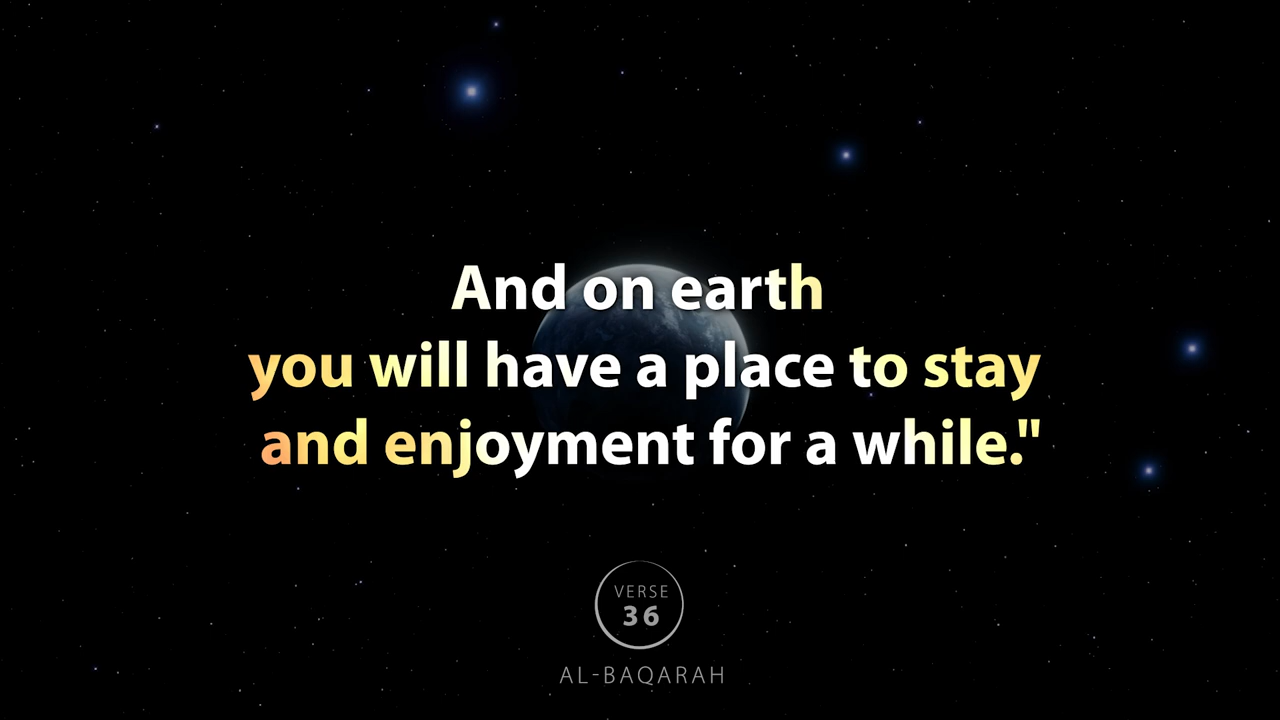 And on earth
you will have a place to stay
and enjoyment for a while."
VERSE
36
AL-BAQARAH